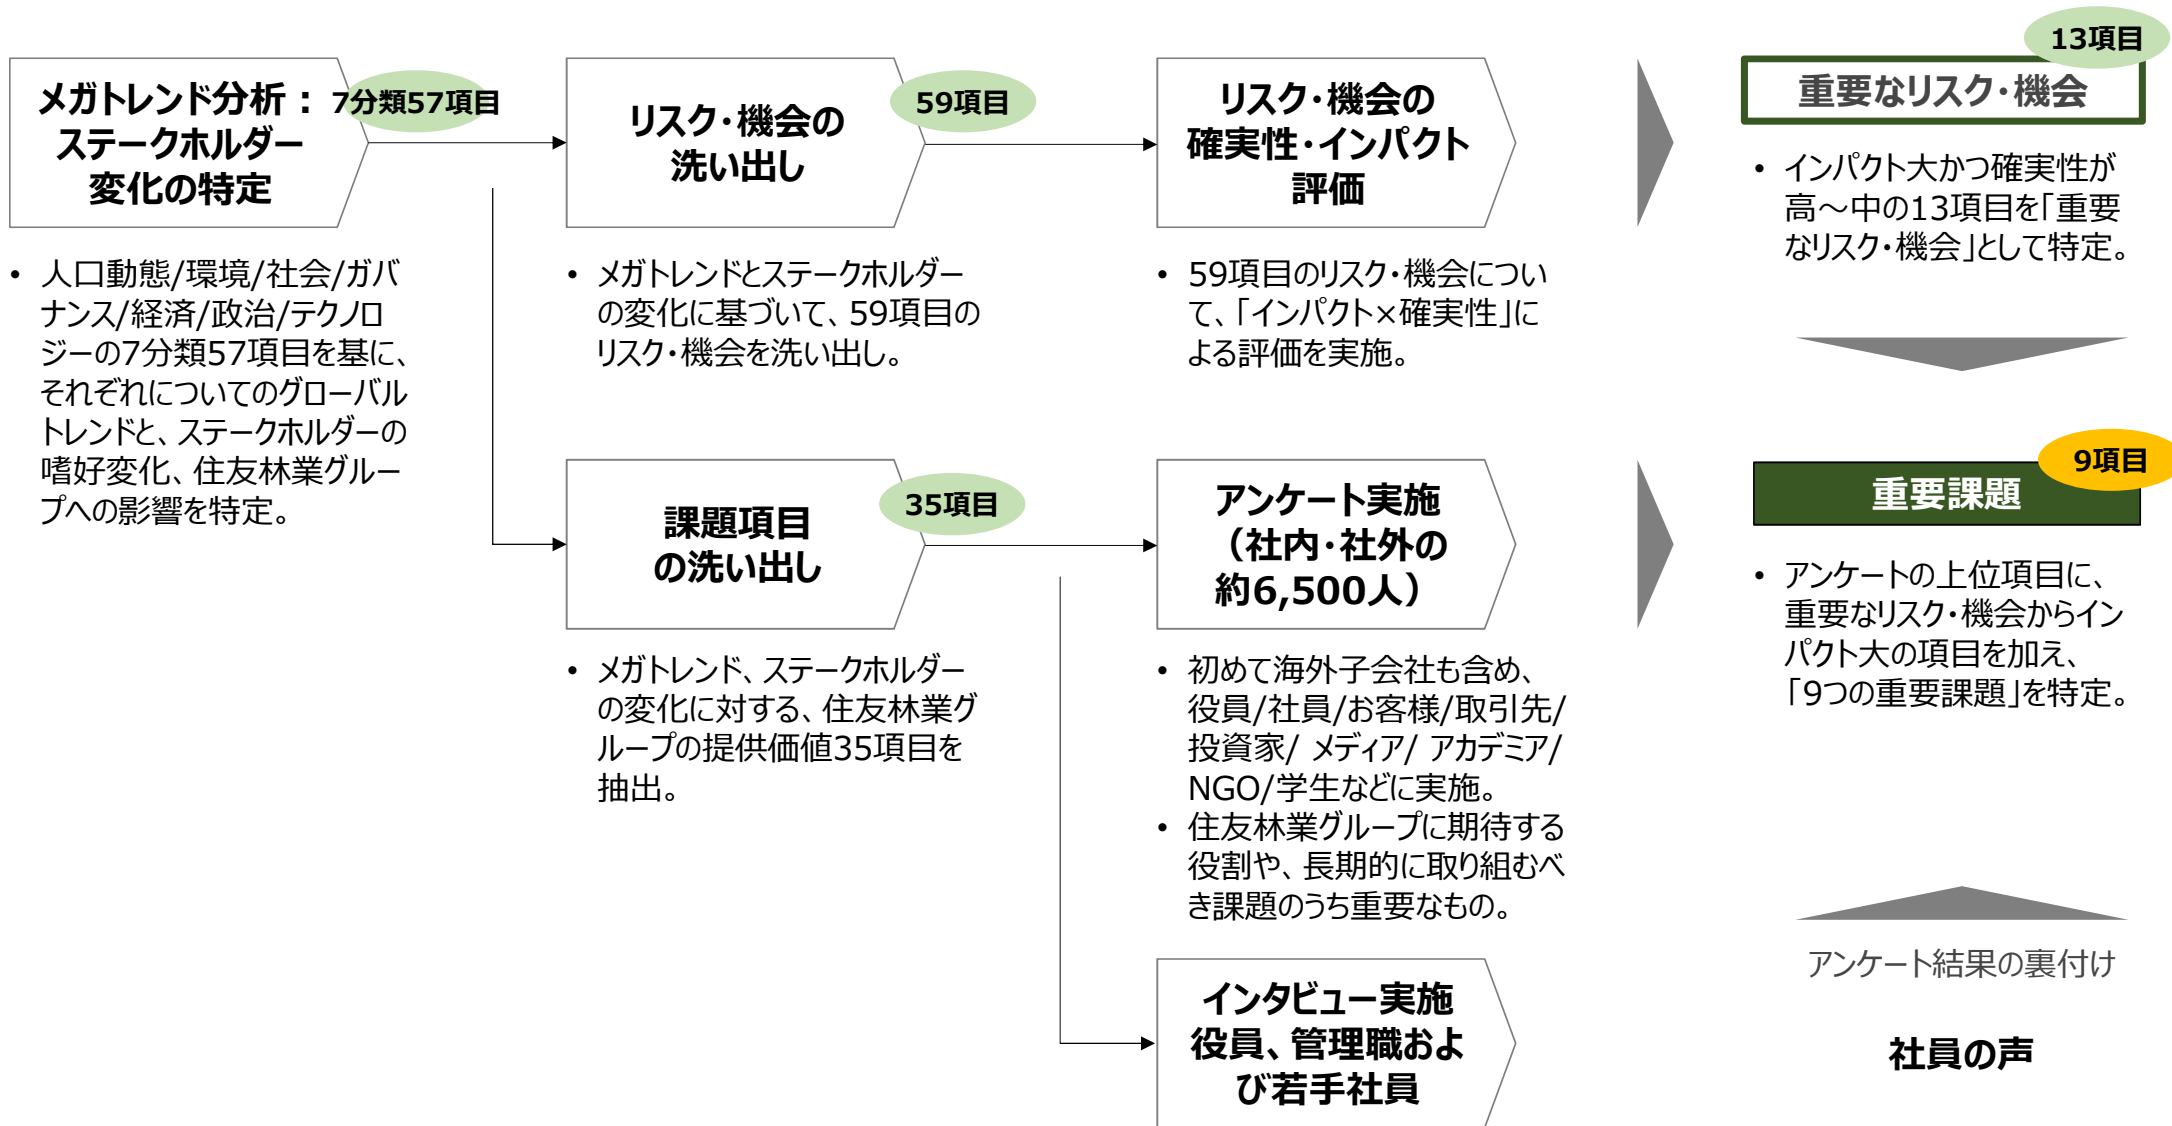 メガトレンド分析：
ステークホルダー
変化の特定
7分類57項目
• 人口動態/環境/社会/ガバ
ナンス/経済/政治/テクノロ
ジーの7分類57項目を基に、
それぞれについてのグローバル
トレンドと、ステークホルダーの
嗜好変化、住友林業グルー
プへの影響を特定。
リスク・機会の
洗い出し
59項目
• メガトレンドとステークホルダー
の変化に基づいて、59項目の
リスク・機会を洗い出し。
リスク・機会の
確実性・インパクト
評価
• 59項目のリスク・機会につい
て、「インパクト×確実性」に
よる評価を実施。
13項目
重要なリスク・機会
• インパクト大かつ確実性が
高～中の13項目を「重要
なリスク・機会」として特定。
課題項目
の洗い出し
35項目
• メガトレンド、ステークホルダー
の変化に対する、住友林業グ
ループの提供価値35項目を
抽出。
アンケート実施
（社内・社外の
約6,500人）
• 初めて海外子会社も含め、
役員/社員/お客様/取引先/
投資家/ メディア/ アカデミア/
NGO/学生などに実施。
• 住友林業グループに期待する
役割や、長期的に取り組むべ
き課題のうち重要なもの。
9項目
重要課題
• アンケートの上位項目に、
重要なリスク・機会からイン
パクト大の項目を加え、
「9つの重要課題」を特定。
インタビュー実施
役員、管理職およ
び若手社員
アンケート結果の裏付け
社員の声